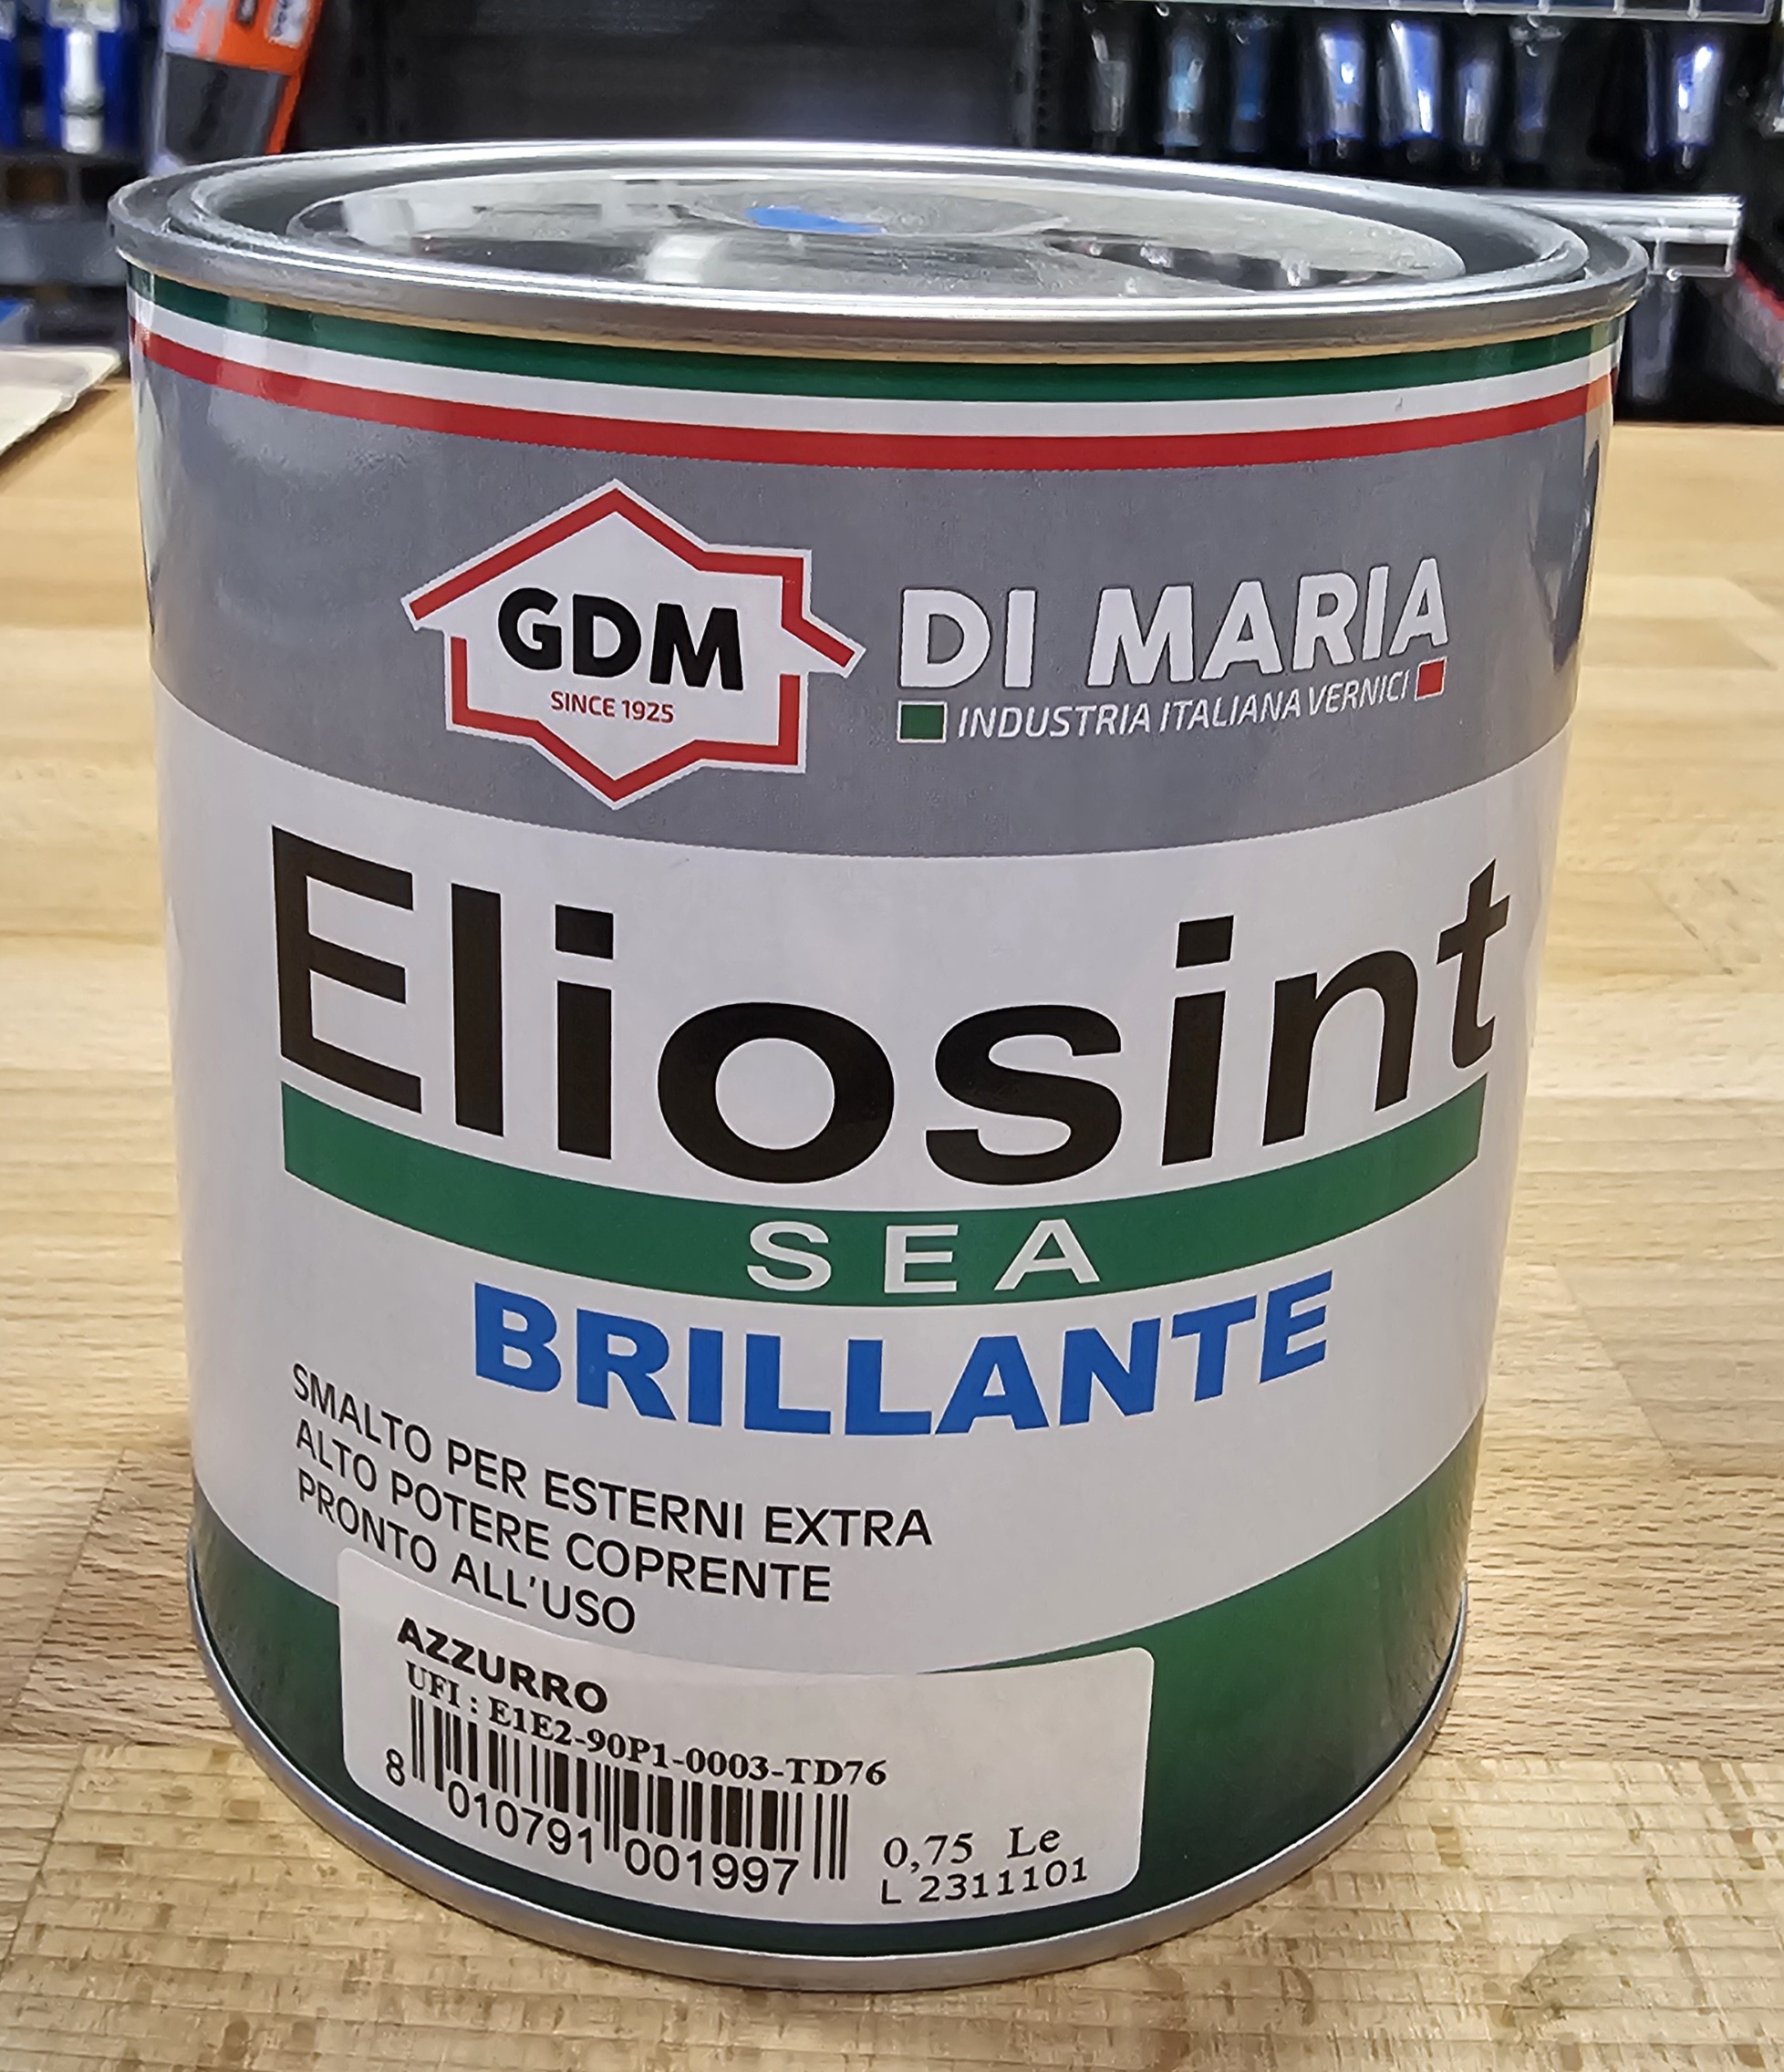 GDM
SINCE 1925
DI MARIA
INDUSTRIA ITALIANA VERNICI
Eliosint
SEA
BRILLANTE
SMALTO PER ESTERNI EXTRA
ALTO POTERE COPRENTE
PRONTO ALL'USO
AZZURRO
UFI : E1E2-90P1-0003-TD76
8 010791 001997
0,75 Le
L 2311101